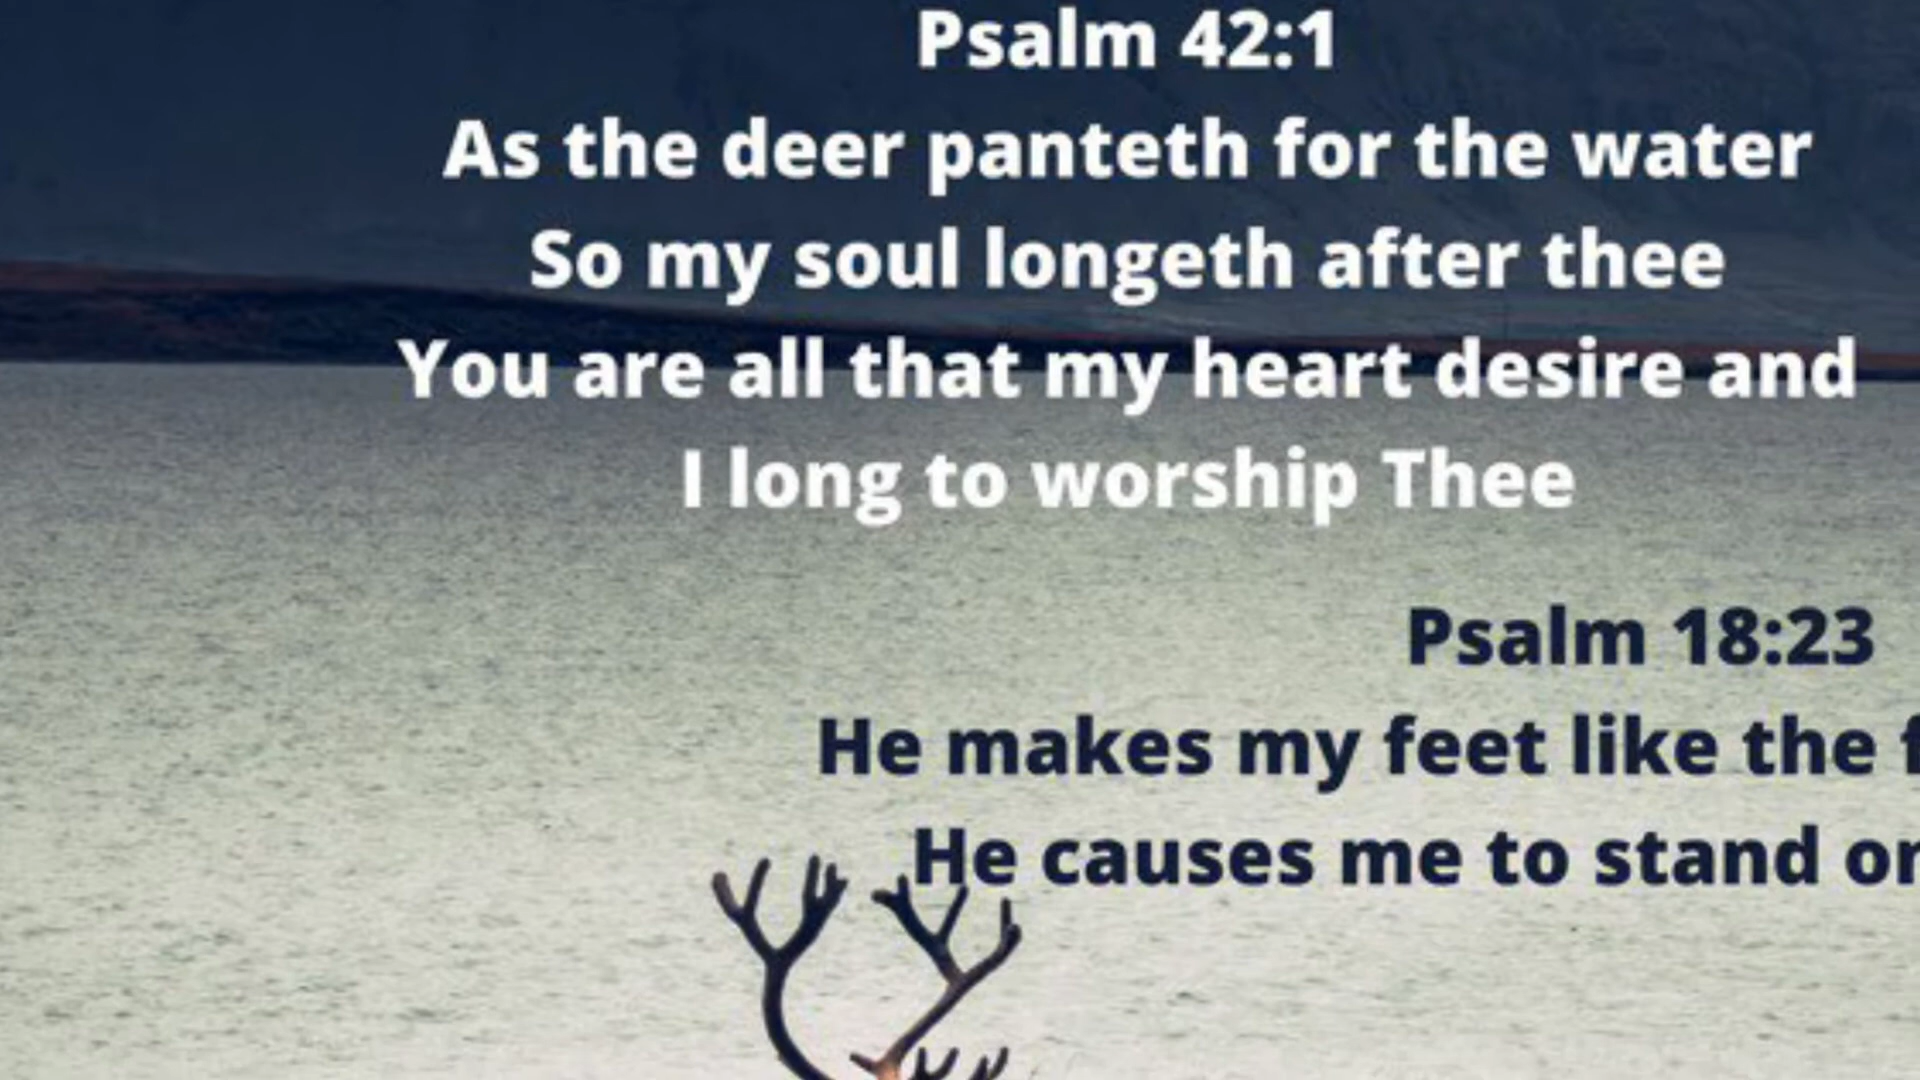 Psalm 42:1
As the deer panteth for the water
So my soul longeth after thee
You are all that my heart desire and
I long to worship Thee
Psalm 18:23
He makes my feet like the
He causes me to stand